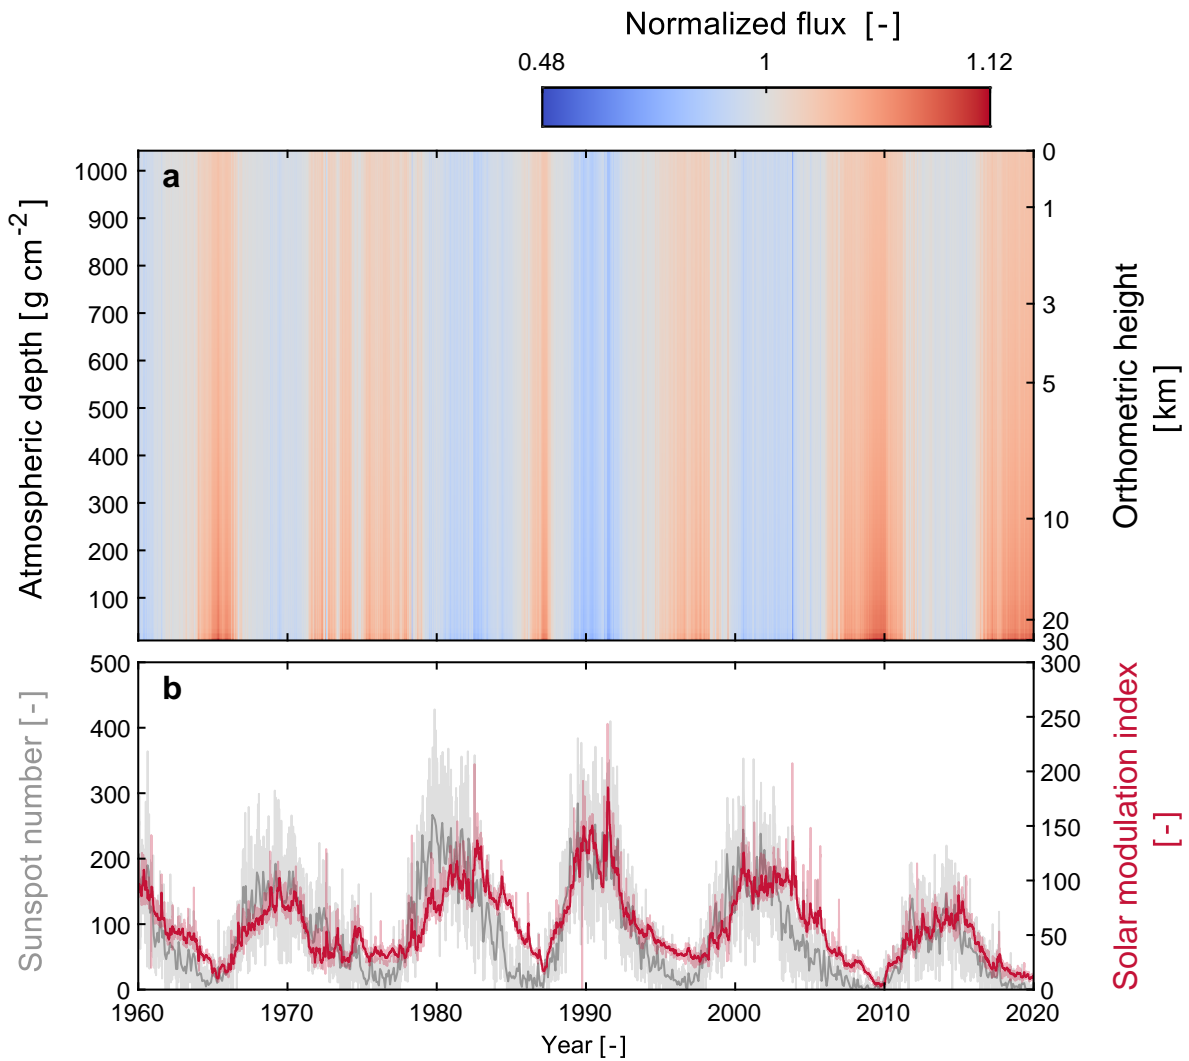 Normalized flux [-]
0.48 1 1.12
a
1000
900
800
700
600
500
400
300
200
100
Atmospheric depth [g cm-2]
0
1
3
5
10
20
30
Orthometric height
[km]
b
500
400
300
200
100
0
Sunspot number [-]
300
250
200
150
100
50
0
Solar modulation index
[-]
1960 1970 1980 1990 2000 2010 2020
Year [-]